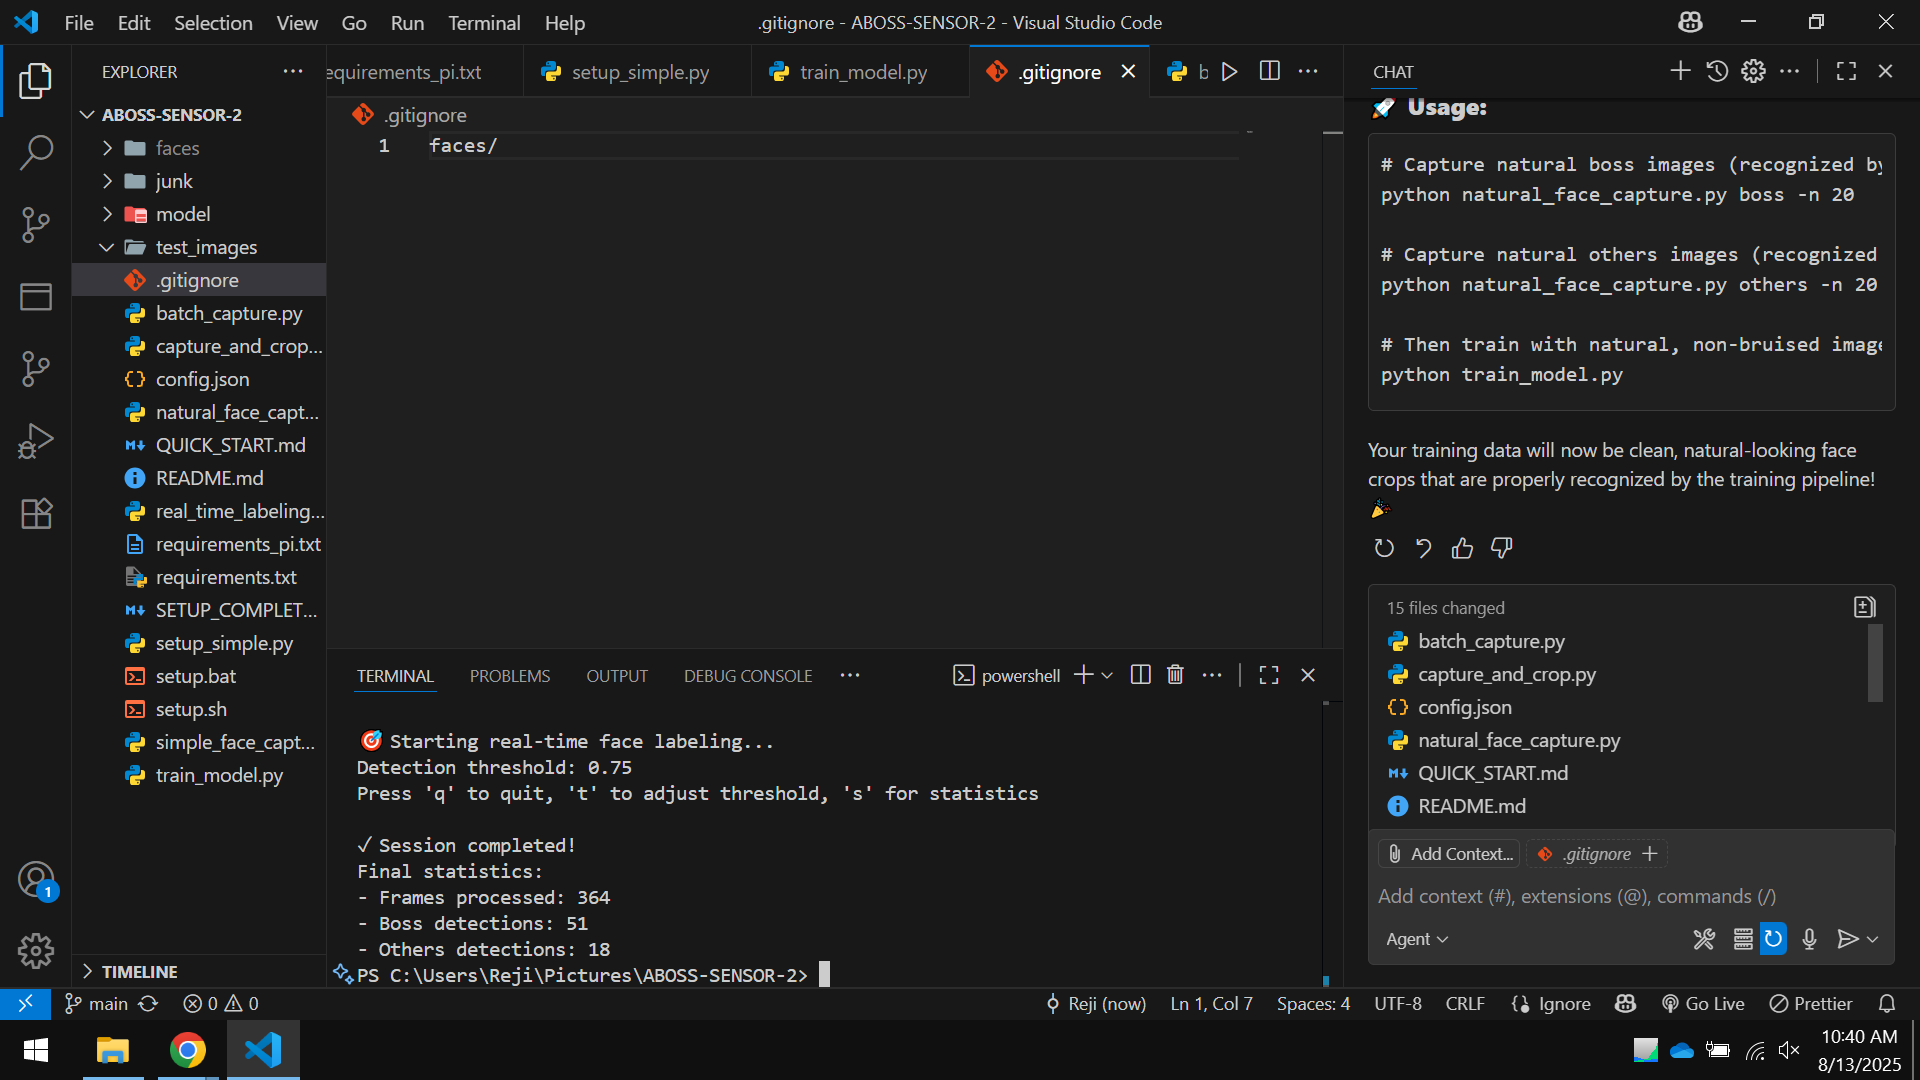 File Edit Selection View Go Run Terminal Help
.gitignore - ABOSS-SENSOR-2 - Visual Studio Code
EXPLORER
ABOSS-SENSOR-2
faces
junk
model
test_images
.gitignore
batch_capture.py
capture_and_crop...
config.json
natural_face_capt...
QUICK_START.md
README.md
real_time_labeling...
requirements_pi.txt
requirements.txt
SETUP_COMPLET...
setup_simple.py
setup.bat
setup.sh
simple_face_capt...
train_model.py
TIMELINE
equirements_pi.txt
setup_simple.py
train_model.py
.gitignore
b
.gitignore
1 faces/
TERMINAL PROBLEMS OUTPUT DEBUG CONSOLE
powershell
🎯 Starting real-time face labeling...
Detection threshold: 0.75
Press 'q' to quit, 't' to adjust threshold, 's' for statistics
✓ Session completed!
Final statistics:
- Frames processed: 364
- Boss detections: 51
- Others detections: 18
PS C:\Users\Reji\Pictures\ABOSS-SENSOR-2>
CHAT
🚀 Usage:
# Capture natural boss images (recognized by
python natural_face_capture.py boss -n 20
# Capture natural others images (recognized
python natural_face_capture.py others -n 20
# Then train with natural, non-bruised image
python train_model.py
Your training data will now be clean, natural-looking face
crops that are properly recognized by the training pipeline!
🎉
15 files changed
batch_capture.py
capture_and_crop.py
config.json
natural_face_capture.py
QUICK_START.md
README.md
Add Context...
.gitignore
Add context (#), extensions (@), commands (/)
Agent
1
main
0 0
Reji (now)
Ln 1, Col 7
Spaces: 4
UTF-8
CRLF
Ignore
Go Live
Prettier
10:40 AM
8/13/2025